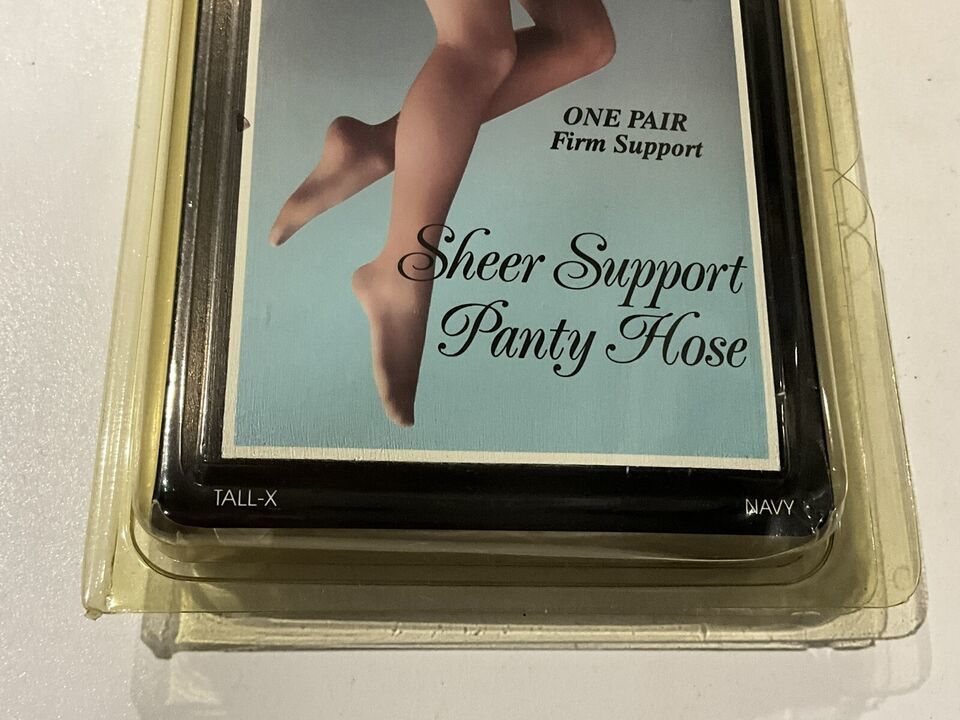 ONE PAIR
Firm Support
Sheer Support
Panty Hose
TALL-X
NAVY